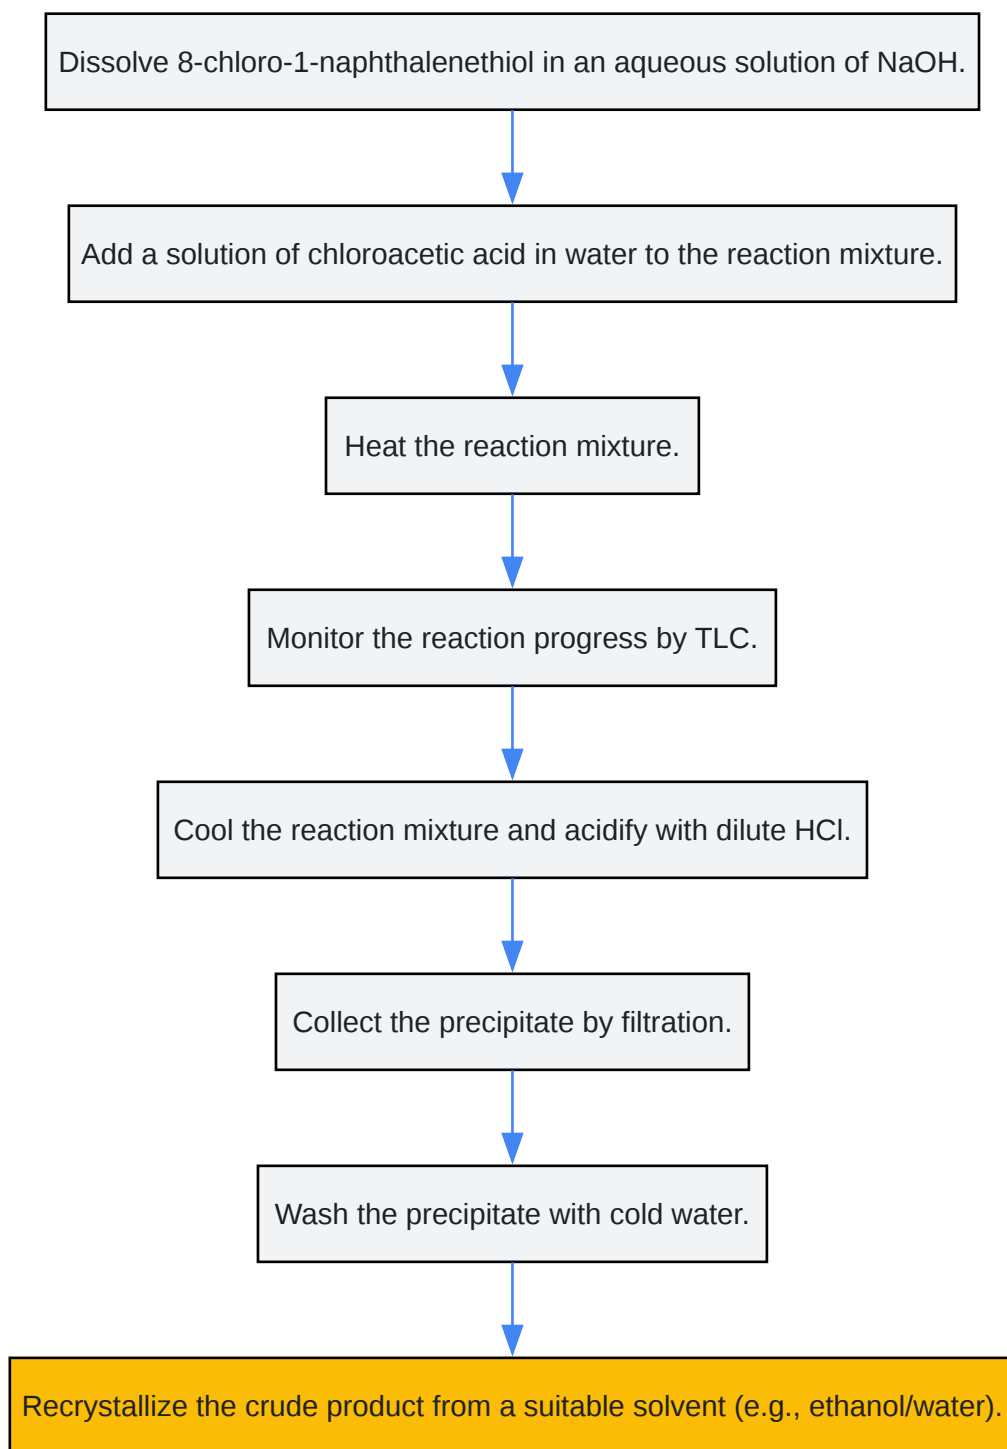 Dissolve 8-chloro-1-naphthalenethiol in an aqueous solution of NaOH.
Add a solution of chloroacetic acid in water to the reaction mixture.
Heat the reaction mixture.
Monitor the reaction progress by TLC.
Cool the reaction mixture and acidify with dilute HCl.
Collect the precipitate by filtration.
Wash the precipitate with cold water.
Recrystallize the crude product from a suitable solvent (e.g., ethanol/water).